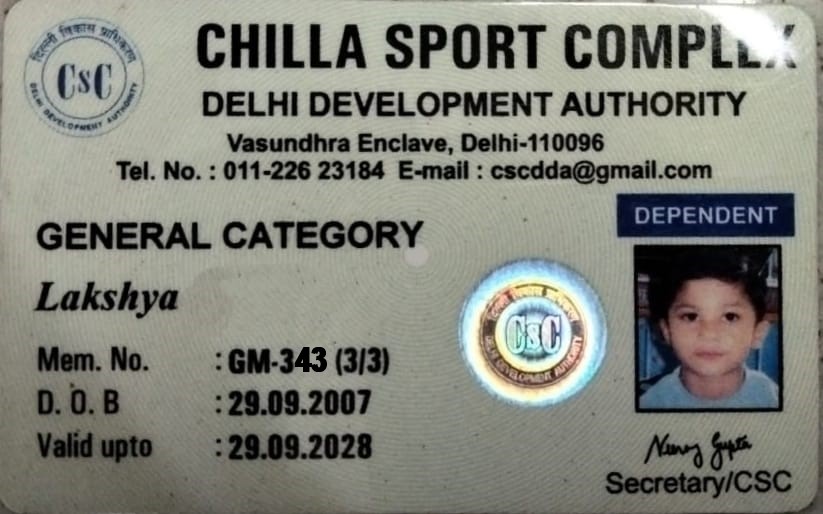 दिल्ली विकास प्राधिकरण
CSC
DELHI DEVELOPMENT AUTHORITY
CHILLA SPORT COMPLEX
DELHI DEVELOPMENT AUTHORITY
Vasundhra Enclave, Delhi-110096
Tel. No. : 011-226 23184 E-mail : cscdda@gmail.com
DEPENDENT
GENERAL CATEGORY
Lakshya
दिल्ली विकास प्राधिकरण
CSC
DELHI DEVELOPMENT AUTHORITY
Mem. No. : GM-343 (3/3)
D. O. B : 29.09.2007
Valid upto : 29.09.2028
Neeraj Gupta
Secretary/CSC